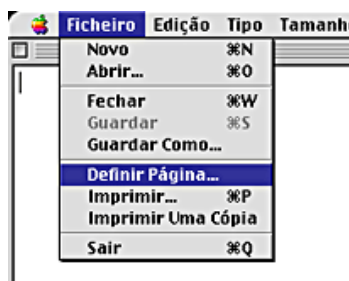 Ficheiro Edição Tipo Tamanh
Novo ⌘N
Abrir... ⌘O
Fechar ⌘W
Guardar ⌘S
Guardar Como...
Definir Página...
Imprimir... ⌘P
Imprimir Uma Cópia
Sair ⌘Q